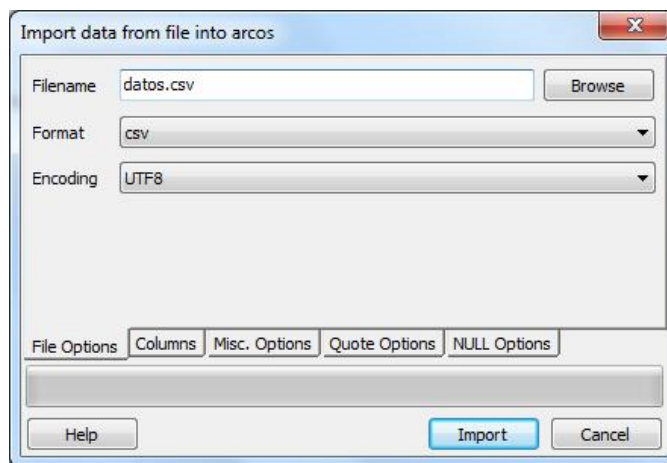 Import data from file into arcos
Filename datos.csv Browse
Format csv
Encoding UTF8
File Options Columns Misc. Options Quote Options NULL Options
Help Import Cancel